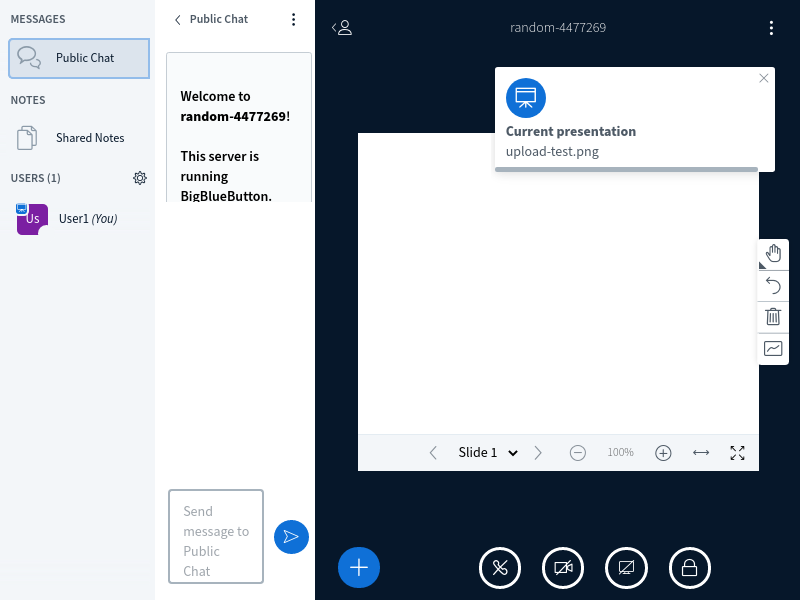 MESSAGES
Public Chat
NOTES
Shared Notes
USERS (1)
Us
User1 (You)
Public Chat
Welcome to
random-4477269!
This server is
running
BigBlueButton.
Send
message to
Public
Chat
random-4477269
Current presentation
upload-test.png
Slide 1
100%